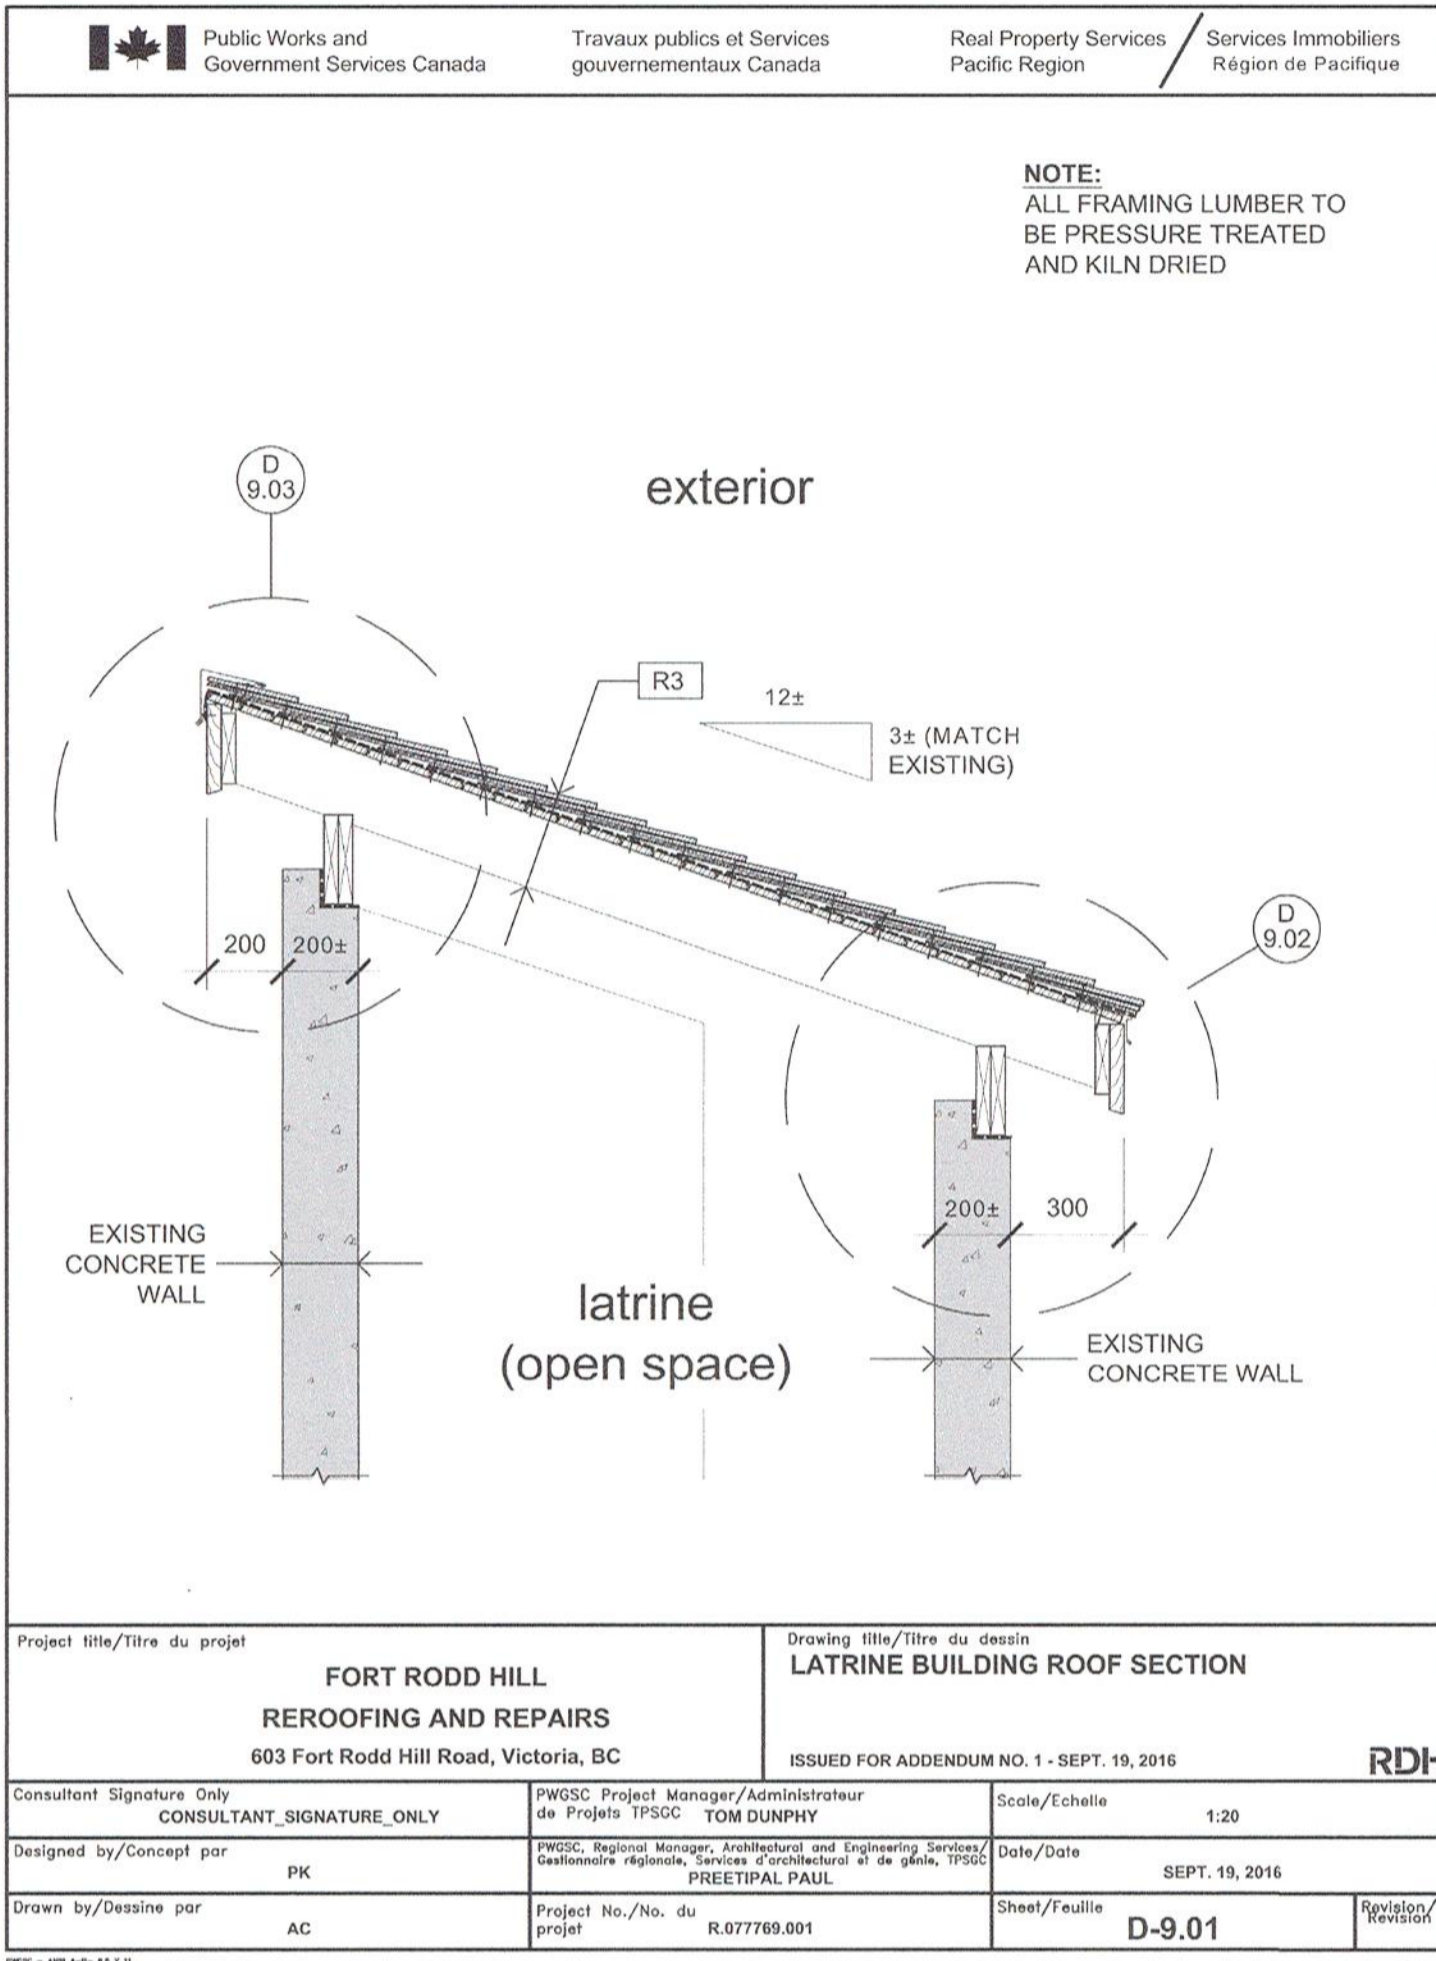 Public Works and
Government Services Canada
Travaux publics et Services
gouvernementaux Canada
Real Property Services
Pacific Region
Services Immobiliers
Région de Pacifique
NOTE:
ALL FRAMING LUMBER TO
BE PRESSURE TREATED
AND KILN DRIED
D
9.03
exterior
R3
12±
3± (MATCH
EXISTING)
D
9.02
200
200±
200±
300
EXISTING
CONCRETE
WALL
latrine
(open space)
EXISTING
CONCRETE WALL
Project title/Titre du projet
FORT RODD HILL
REROOFING AND REPAIRS
603 Fort Rodd Hill Road, Victoria, BC
Drawing title/Titre du dessin
LATRINE BUILDING ROOF SECTION
ISSUED FOR ADDENDUM NO. 1 - SEPT. 19, 2016
Consultant Signature Only
CONSULTANT_SIGNATURE_ONLY
PWGSC Project Manager/Administrateur
de Projets TPSGC TOM DUNPHY
Scale/Echelle
1:20
Designed by/Concept par
PK
PWGSC, Regional Manager, Architectural and Engineering Services/
Gestionnaire régionale, Services d'architectural et de génie, TPSGC
PREETIPAL PAUL
Date/Date
SEPT. 19, 2016
Drawn by/Dessine par
AC
Project No./No. du
projet R.077769.001
Sheet/Feuille
D-9.01
Revision/
Revision